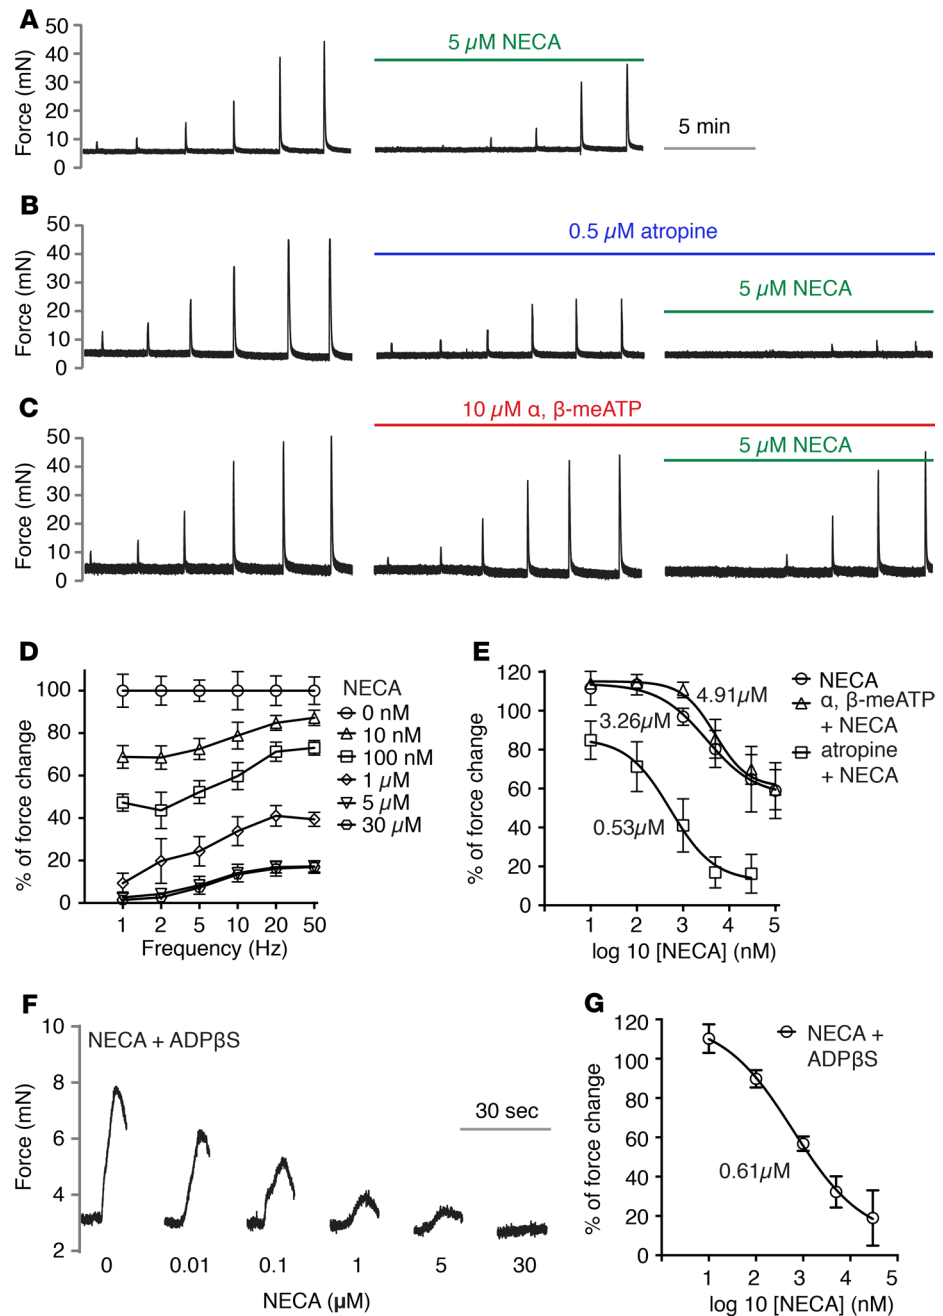 A
5 µM NECA
Force (mN)
50
40
30
20
10
0
5 min
B
0.5 µM atropine
5 µM NECA
Force (mN)
50
40
30
20
10
0
C
10 µM α, β-meATP
5 µM NECA
Force (mN)
50
40
30
20
10
0
D
% of force change
100
80
60
40
20
0
1 2 5 10 20 50
Frequency (Hz)
NECA
0 nM
10 nM
100 nM
1 µM
5 µM
30 µM
E
% of force change
120
100
80
60
40
20
0
0 1 2 3 4 5
log 10 [NECA] (nM)
4.91µM
3.26µM
0.53µM
NECA
α, β-meATP
+ NECA
atropine
+ NECA
F
NECA + ADPβS
Force (mN)
10
8
6
4
2
30 sec
0 0.01 0.1 1 5 30
NECA (µM)
G
% of force change
120
100
80
60
40
20
0
1 2 3 4 5
log 10 [NECA] (nM)
0.61µM
NECA +
ADPβS